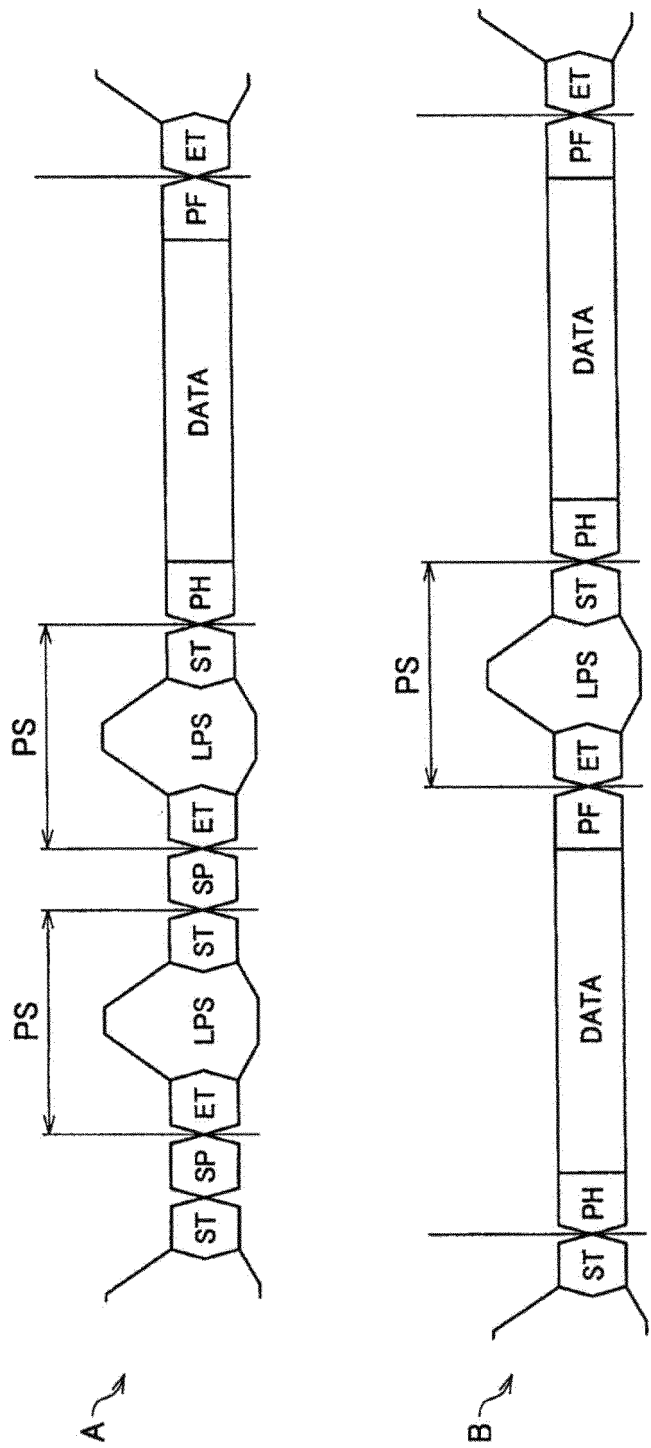 A
PS
PS
ST SP ET LPS ST SP ET LPS ST PH DATA PF ET
B
PS
ST PH DATA PF ET LPS ST PH DATA PF ET